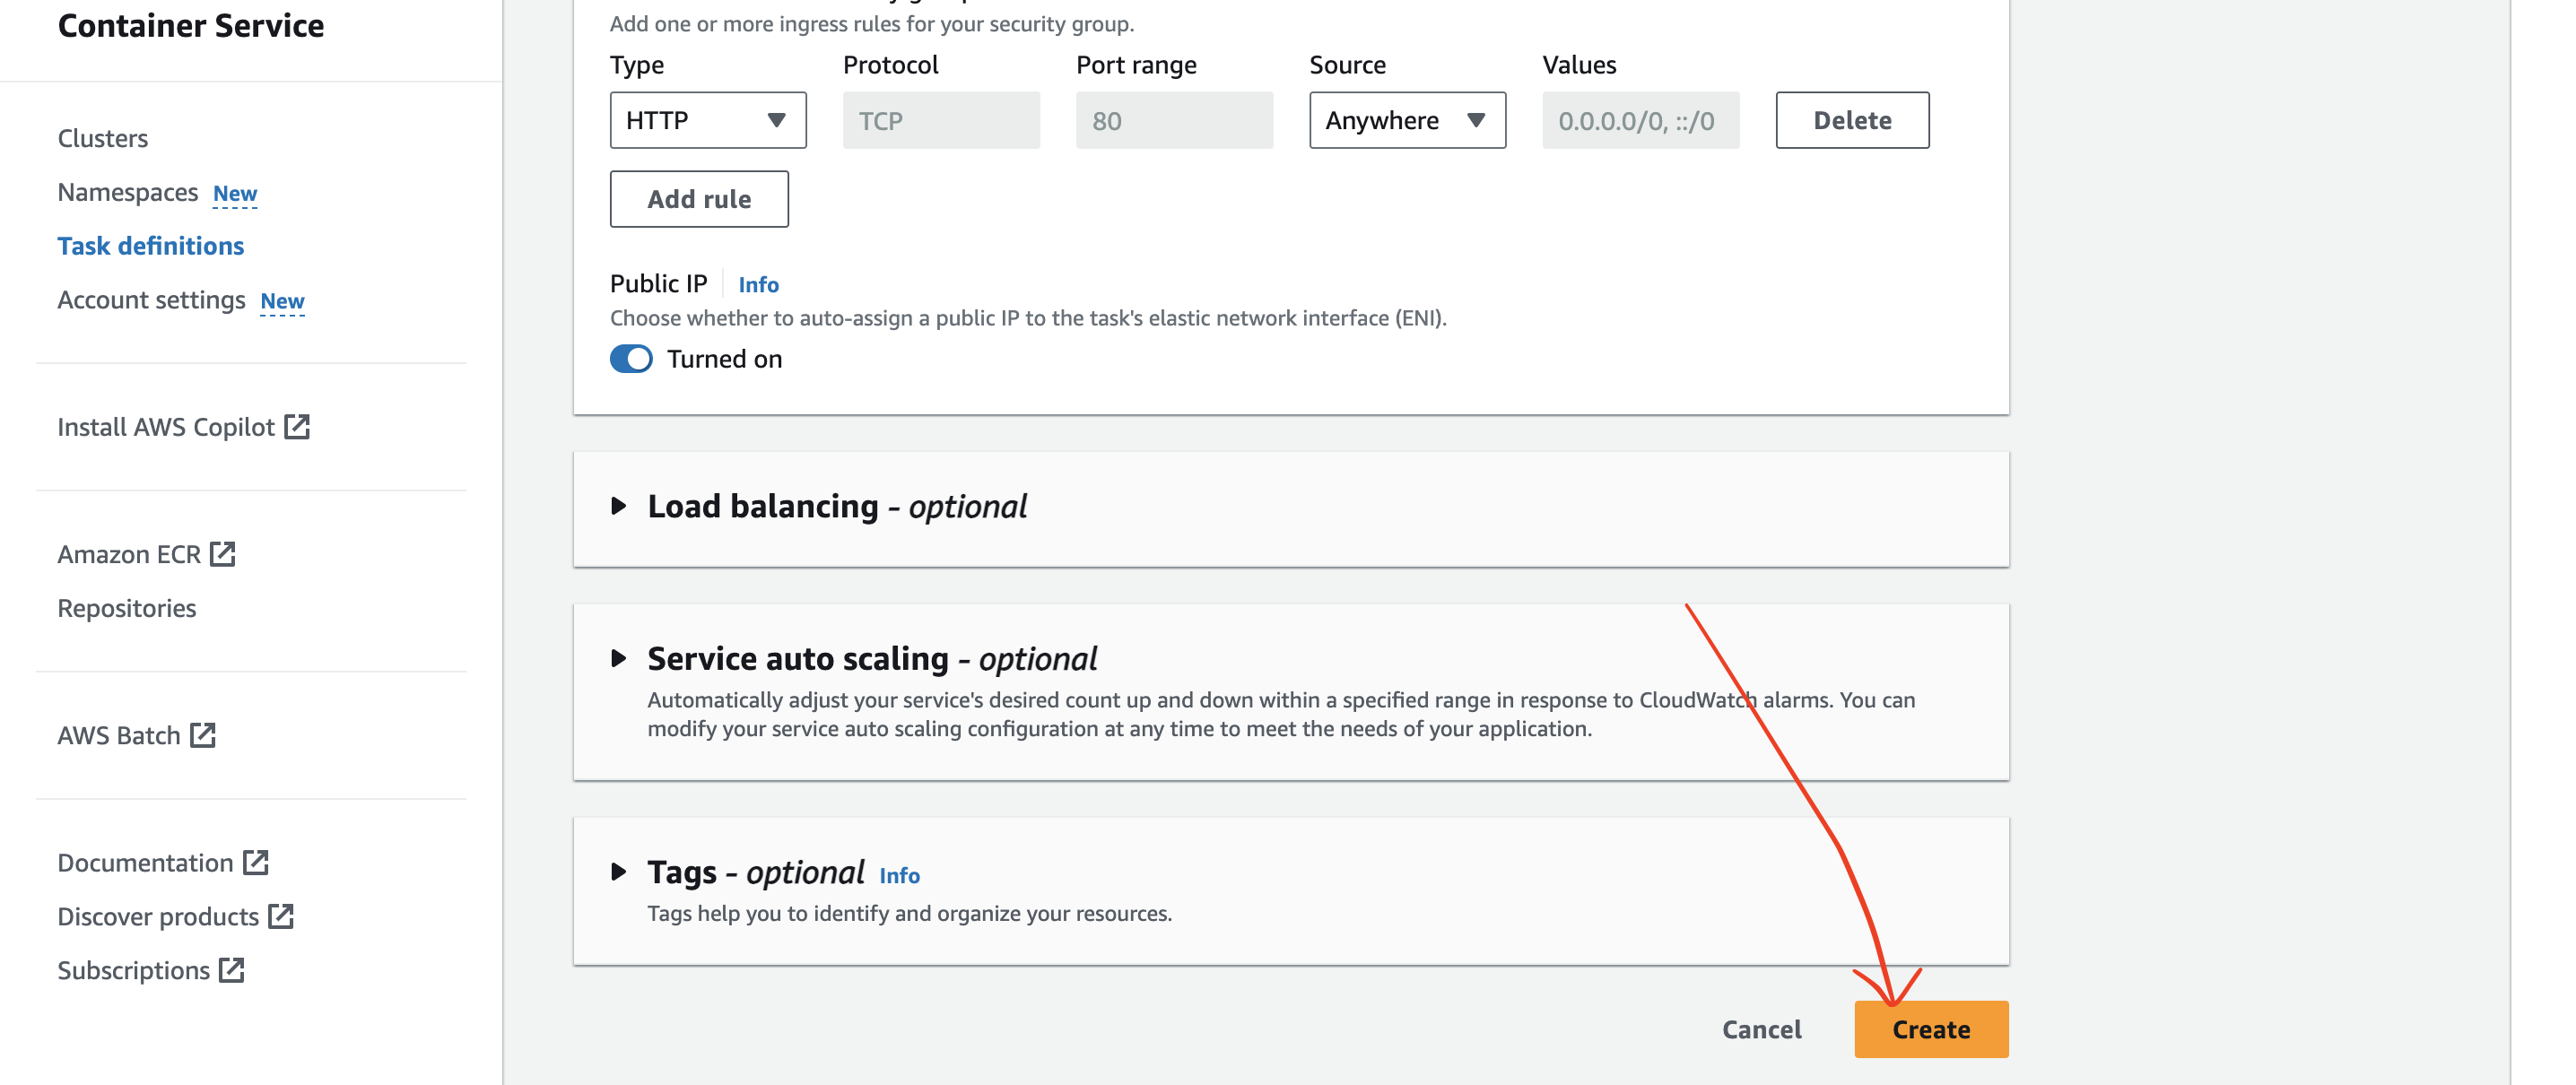 Container Service
Clusters
Namespaces New
Task definitions
Account settings New
Install AWS Copilot
Amazon ECR
Repositories
AWS Batch
Documentation
Discover products
Subscriptions
Add one or more ingress rules for your security group.
Type Protocol Port range Source Values
HTTP TCP 80 Anywhere 0.0.0.0/0, ::/0 Delete
Add rule
Public IP Info
Choose whether to auto-assign a public IP to the task's elastic network interface (ENI).
Turned on
Load balancing - optional
Service auto scaling - optional
Automatically adjust your service's desired count up and down within a specified range in response to CloudWatch alarms. You can
modify your service auto scaling configuration at any time to meet the needs of your application.
Tags - optional Info
Tags help you to identify and organize your resources.
Cancel Create